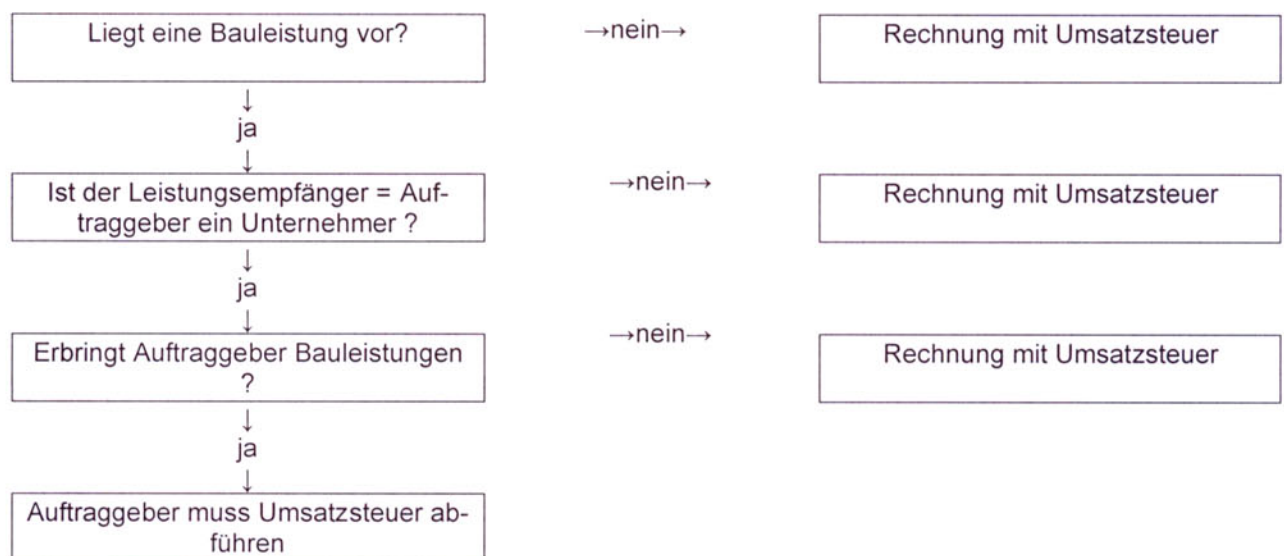 Liegt eine Bauleistung vor? →nein→ Rechnung mit Umsatzsteuer
↓
ja
↓
Ist der Leistungsempfänger = Auf-
traggeber ein Unternehmer ?
→nein→ Rechnung mit Umsatzsteuer
↓
ja
↓
Erbringt Auftraggeber Bauleistungen
?
→nein→ Rechnung mit Umsatzsteuer
↓
ja
↓
Auftraggeber muss Umsatzsteuer ab-
führen